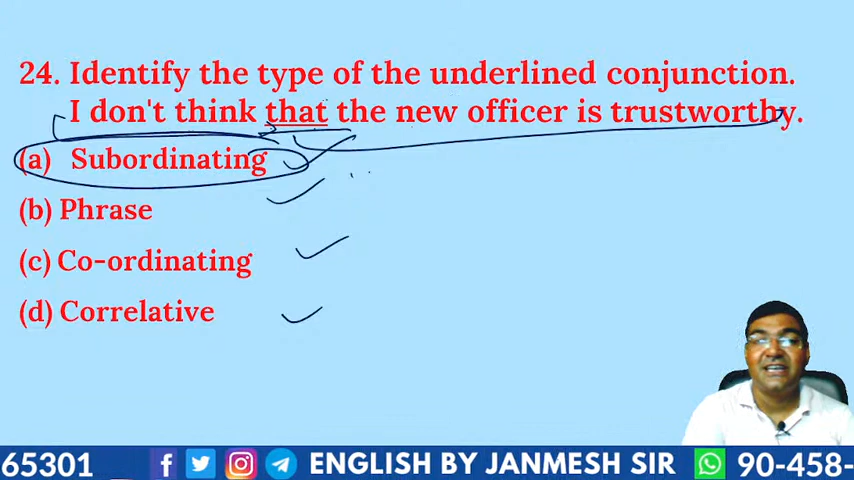 24. Identify the type of the underlined conjunction.
I don't think that the new officer is trustworthy.
(a) Subordinating
(b) Phrase
(c) Co-ordinating
(d) Correlative
65301 ENGLISH BY JANMESH SIR 90-458-